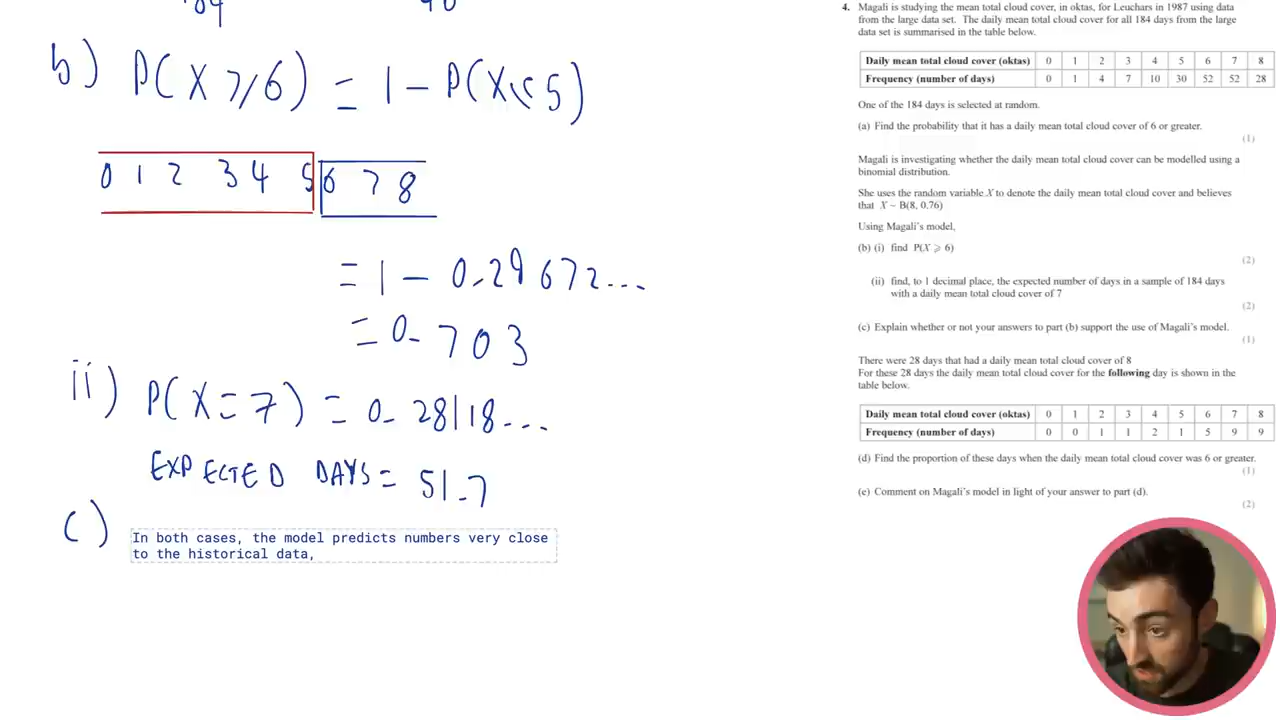 184
b) P(X ⩾ 6) = 1 - P(X ⩽ 5)
0 1 2 3 4 5 6 7 8
= 1 - 0.29672...
= 0.703
ii) P(X = 7) = 0.28118...
EXPECTED DAYS = 51.7
c)
In both cases, the model predicts numbers very close
to the historical data,
4. Magali is studying the mean total cloud cover, in oktas, for Leuchars in 1987 using data
from the large data set. The daily mean total cloud cover for all 184 days from the large
data set is summarised in the table below.
Daily mean total cloud cover (oktas) 0 1 2 3 4 5 6 7 8
Frequency (number of days) 0 1 4 7 10 30 52 52 28
One of the 184 days is selected at random.
(a) Find the probability that it has a daily mean total cloud cover of 6 or greater.
(1)
Magali is investigating whether the daily mean total cloud cover can be modelled using a
binomial distribution.
She uses the random variable X to denote the daily mean total cloud cover and believes
that X ~ B(8, 0.76)
Using Magali's model,
(b) (i) find P(X ⩾ 6)
(2)
(ii) find, to 1 decimal place, the expected number of days in a sample of 184 days
with a daily mean total cloud cover of 7
(2)
(c) Explain whether or not your answers to part (b) support the use of Magali's model.
(1)
There were 28 days that had a daily mean total cloud cover of 8
For these 28 days the daily mean total cloud cover for the following day is shown in the
table below.
Daily mean total cloud cover (oktas) 0 1 2 3 4 5 6 7 8
Frequency (number of days) 0 0 1 1 2 1 5 9 9
(d) Find the proportion of these days when the daily mean total cloud cover was 6 or greater.
(1)
(e) Comment on Magali's model in light of your answer to part (d).
(2)